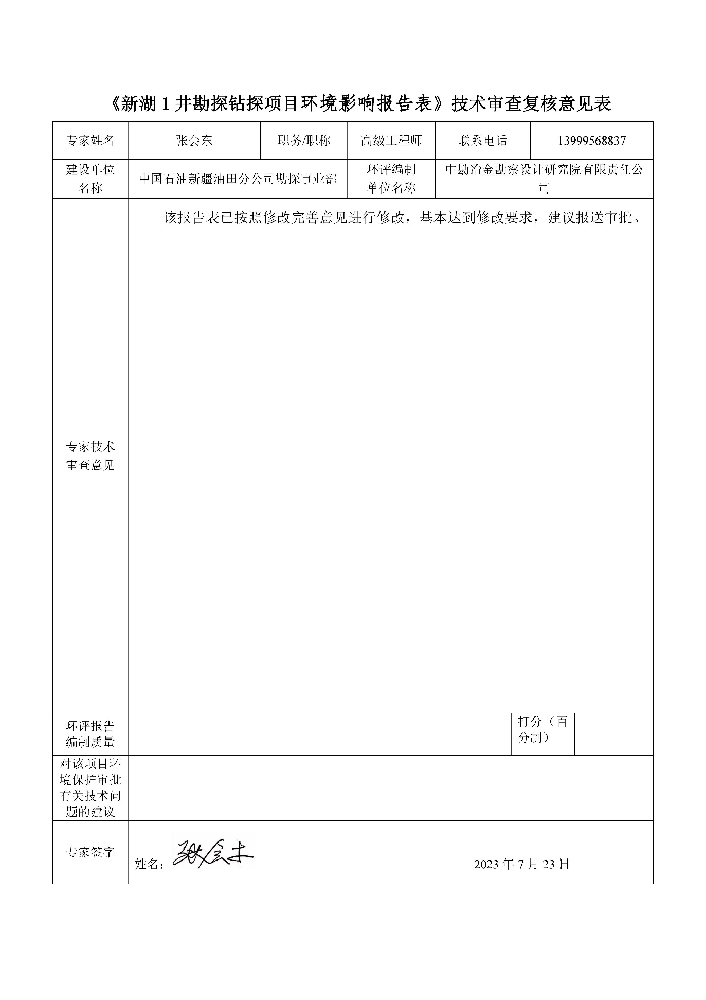 《新湖 1 井勘探钻探项目环境影响报告表》技术审查复核意见表
专家姓名 张会东 职务/职称 高级工程师 联系电话 13999568837
建设单位
名称
中国石油新疆油田分公司勘探事业部
环评编制
单位名称
中勘冶金勘察设计研究院有限责任公
司
该报告表已按照修改完善意见进行修改，基本达到修改要求，建议报送审批。
专家技术
审查意见
环评报告
编制质量
打分（百
分制）
对该项目环
境保护审批
有关技术问
题的建议
专家签字
姓名：张会东
2023 年 7 月 23 日